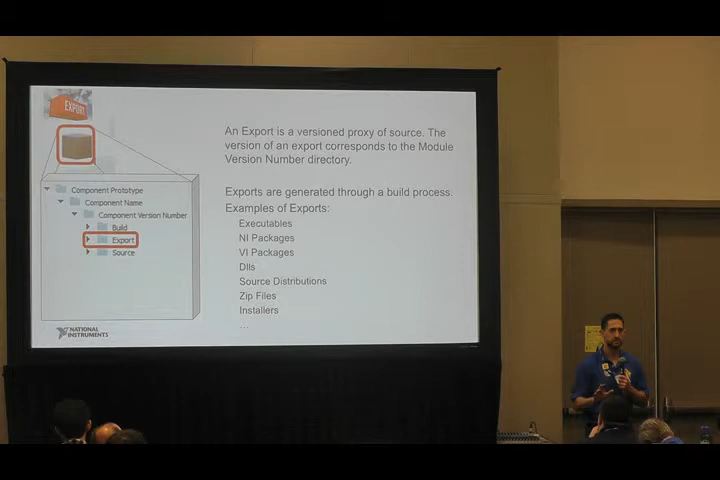 EXPORT
An Export is a versioned proxy of source. The
version of an export corresponds to the Module
Version Number directory.
Exports are generated through a build process.
Examples of Exports:
Executables
NI Packages
VI Packages
Dlls
Source Distributions
Zip Files
Installers
...
Component Prototype
Component Name
Component Version Number
Build
Export
Source
NATIONAL
INSTRUMENTS